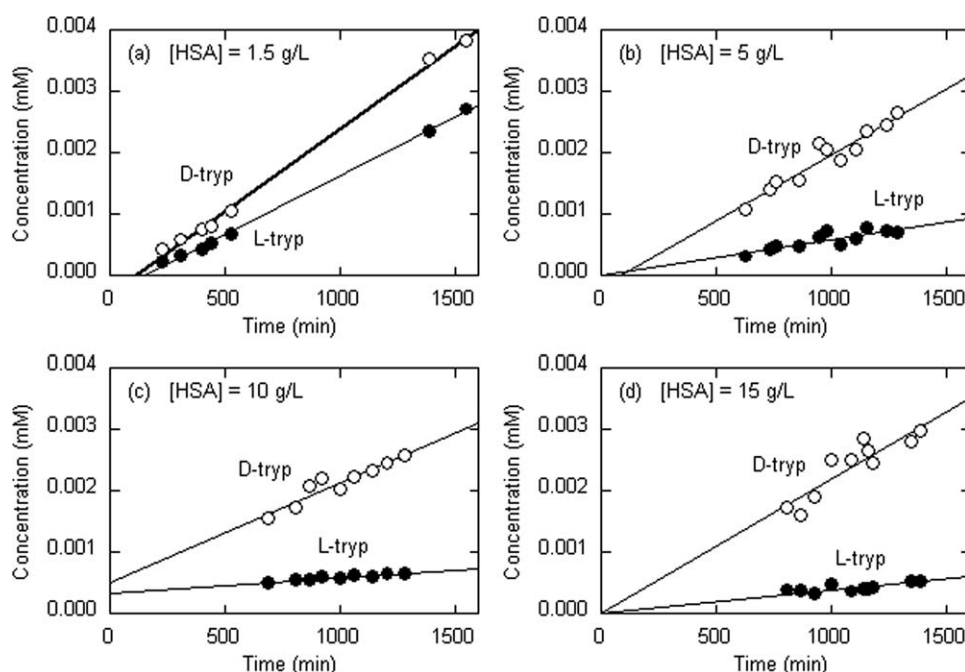 (a) [HSA] = 1.5 g/L
Concentration (mM)
0.004
0.003
0.002
0.001
0.000
D-tryp
L-tryp
0 500 1000 1500
Time (min)
(b) [HSA] = 5 g/L
Concentration (mM)
0.004
0.003
0.002
0.001
0.000
D-tryp
L-tryp
0 500 1000 1500
Time (min)
(c) [HSA] = 10 g/L
Concentration (mM)
0.004
0.003
0.002
0.001
0.000
D-tryp
L-tryp
0 500 1000 1500
Time (min)
(d) [HSA] = 15 g/L
Concentration (mM)
0.004
0.003
0.002
0.001
0.000
D-tryp
L-tryp
0 500 1000 1500
Time (min)